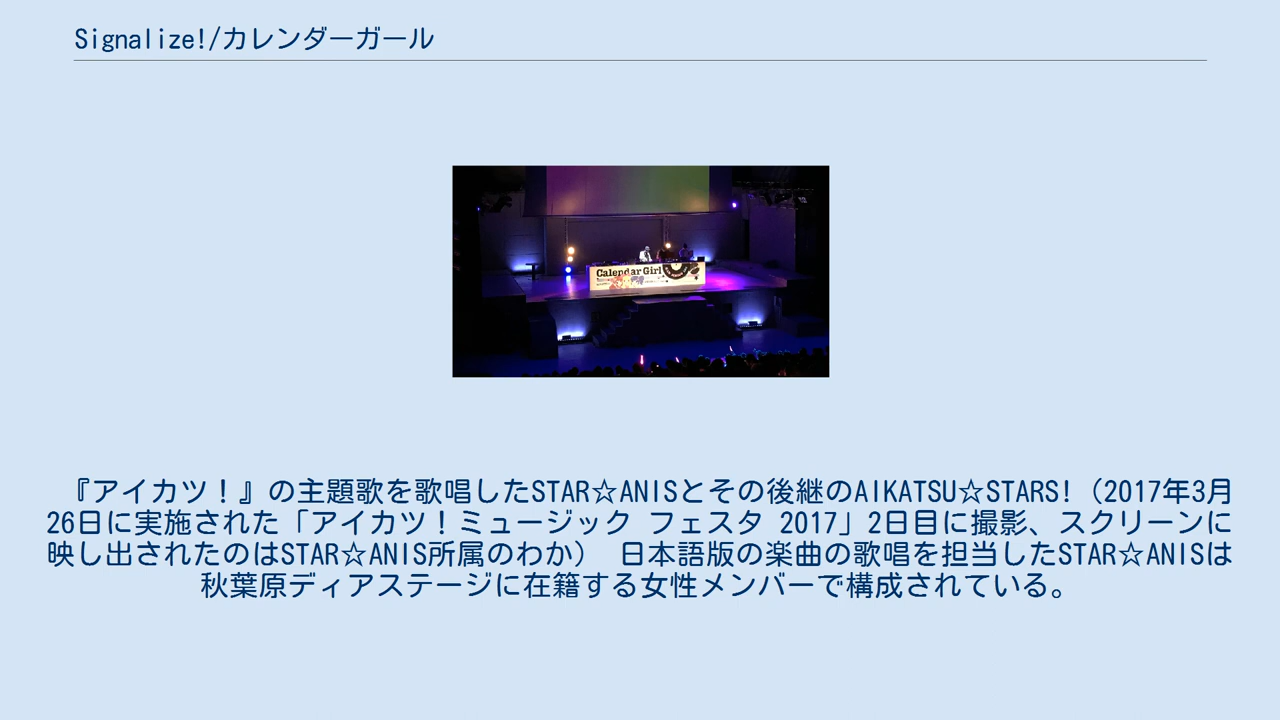 Signalize!/カレンダーガール
Calendar Girl
『アイカツ！』の主題歌を歌唱したSTAR☆ANISとその後継のAIKATSU☆STARS!（2017年3月
26日に実施された「アイカツ！ミュージック フェスタ 2017」2日目に撮影、スクリーンに
映し出されたのはSTAR☆ANIS所属のわか） 日本語版の楽曲の歌唱を担当したSTAR☆ANISは
秋葉原ディアステージに在籍する女性メンバーで構成されている。